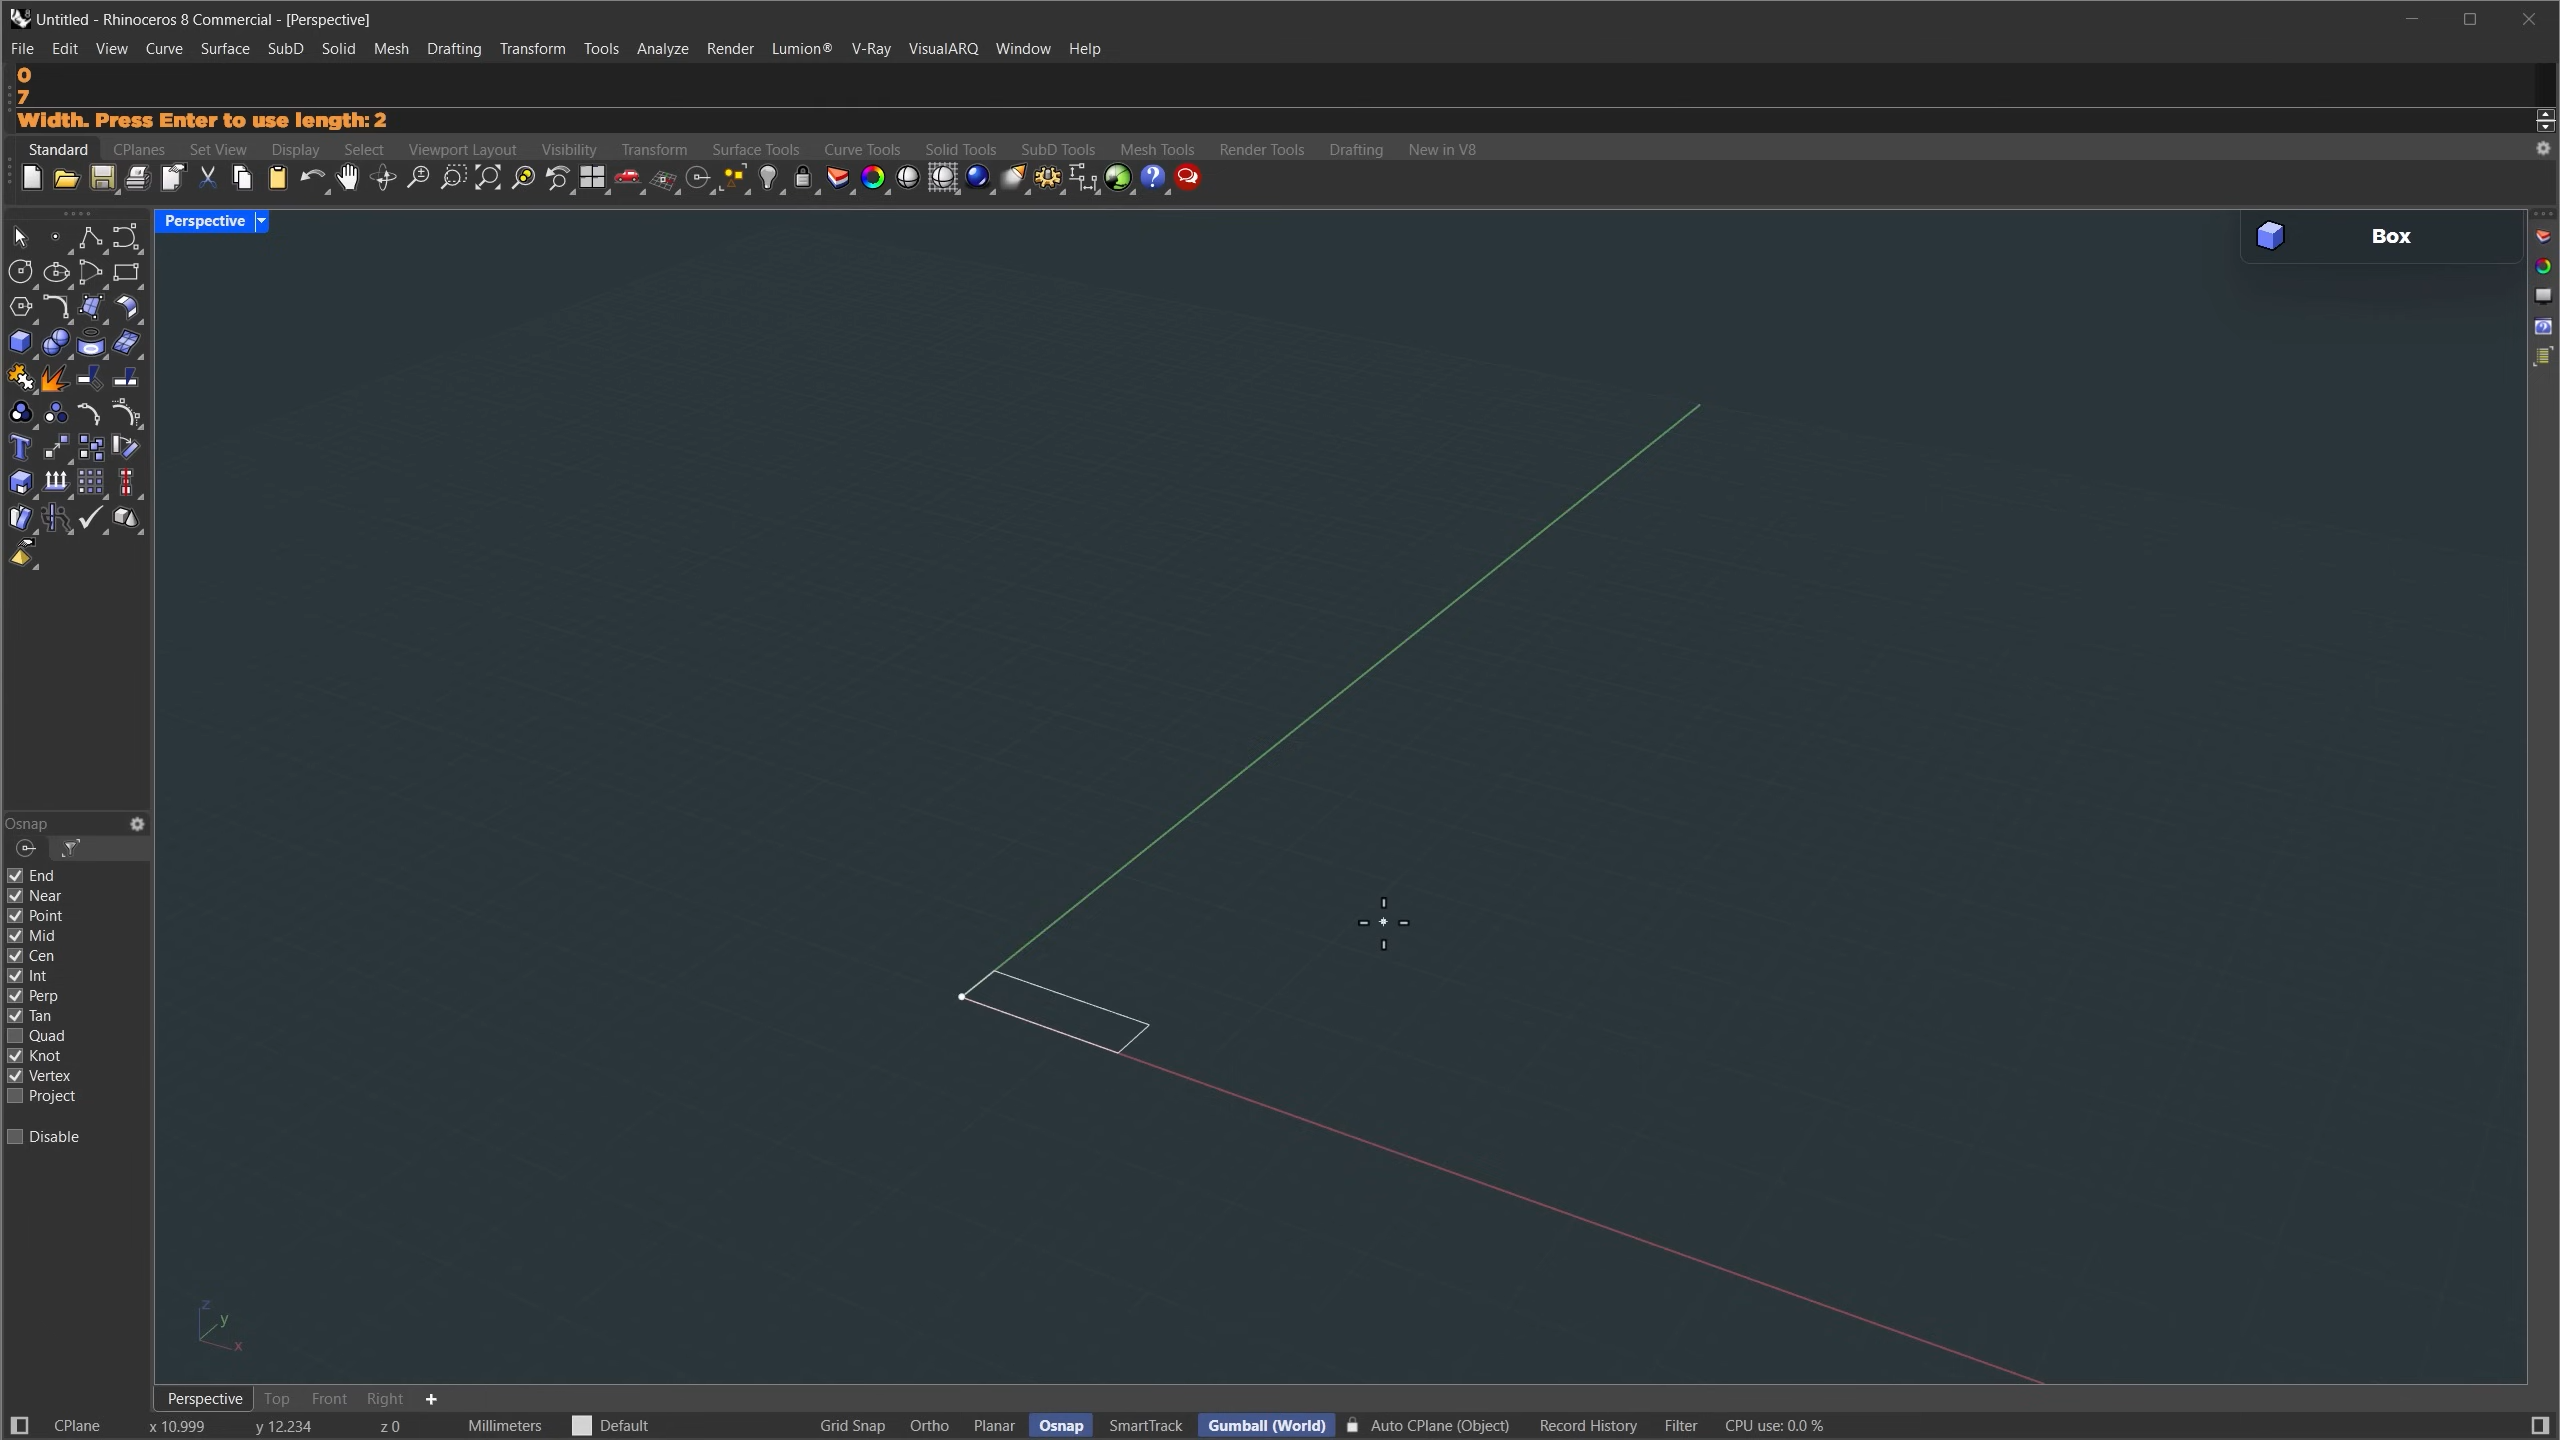 Untitled - Rhinoceros 8 Commercial - [Perspective]
File Edit View Curve Surface SubD Solid Mesh Drafting Transform Tools Analyze Render Lumion® V-Ray VisualARQ Window Help
0
7
Width. Press Enter to use length: 2
Standard CPlanes Set View Display Select Viewport Layout Visibility Transform Surface Tools Curve Tools Solid Tools SubD Tools Mesh Tools Render Tools Drafting New in V8
Perspective
Box
Osnap
End
Near
Point
Mid
Cen
Int
Perp
Tan
Quad
Knot
Vertex
Project
Disable
z
y
x
Perspective Top Front Right +
CPlane x 10.999 y 12.234 z 0 Millimeters Default Grid Snap Ortho Planar Osnap SmartTrack Gumball (World) Auto CPlane (Object) Record History Filter CPU use: 0.0 %